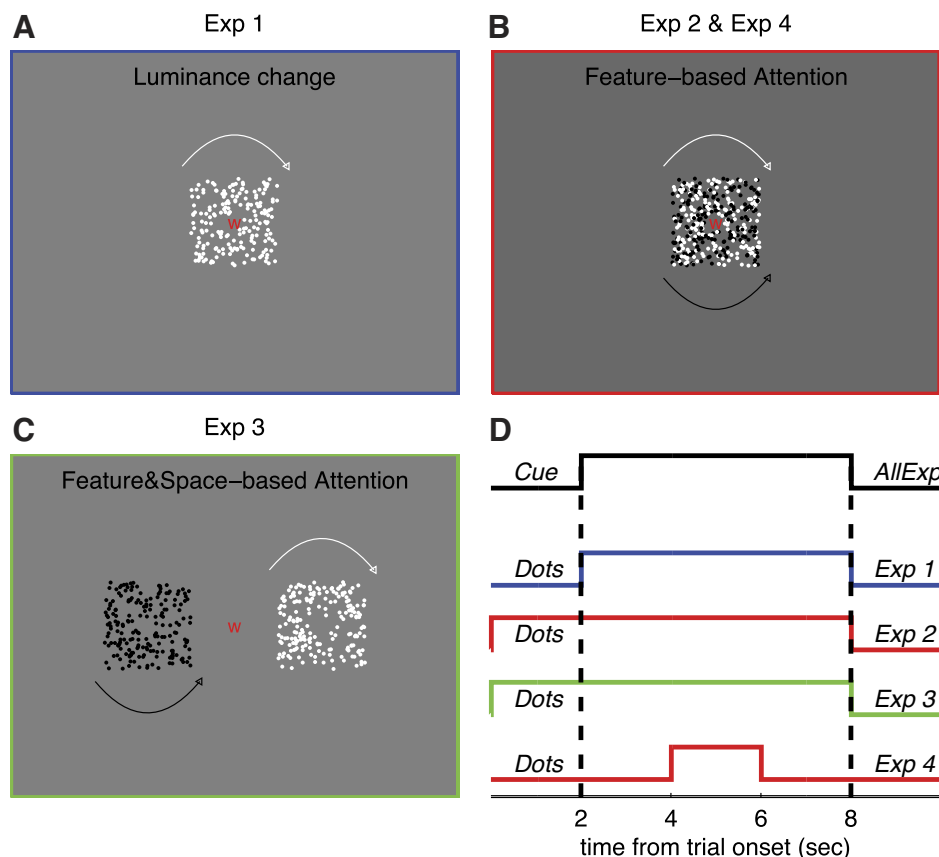 A
Exp 1
Luminance change
W
B
Exp 2 & Exp 4
Feature–based Attention
W
C
Exp 3
Feature&Space–based Attention
W
D
Cue AllExp
Dots Exp 1
Dots Exp 2
Dots Exp 3
Dots Exp 4
2 4 6 8
time from trial onset (sec)